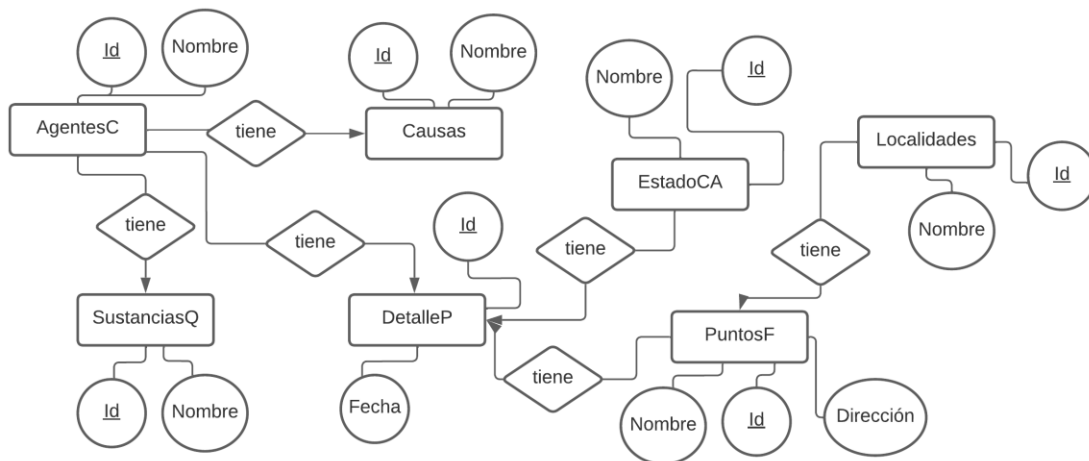 Id
Nombre
AgentesC
tiene
Id
Nombre
Causas
Nombre
Id
EstadoCA
Localidades
Id
Nombre
tiene
tiene
Id
tiene
tiene
SustanciasQ
DetalleP
PuntosF
Id
Nombre
Fecha
tiene
Nombre
Id
Dirección